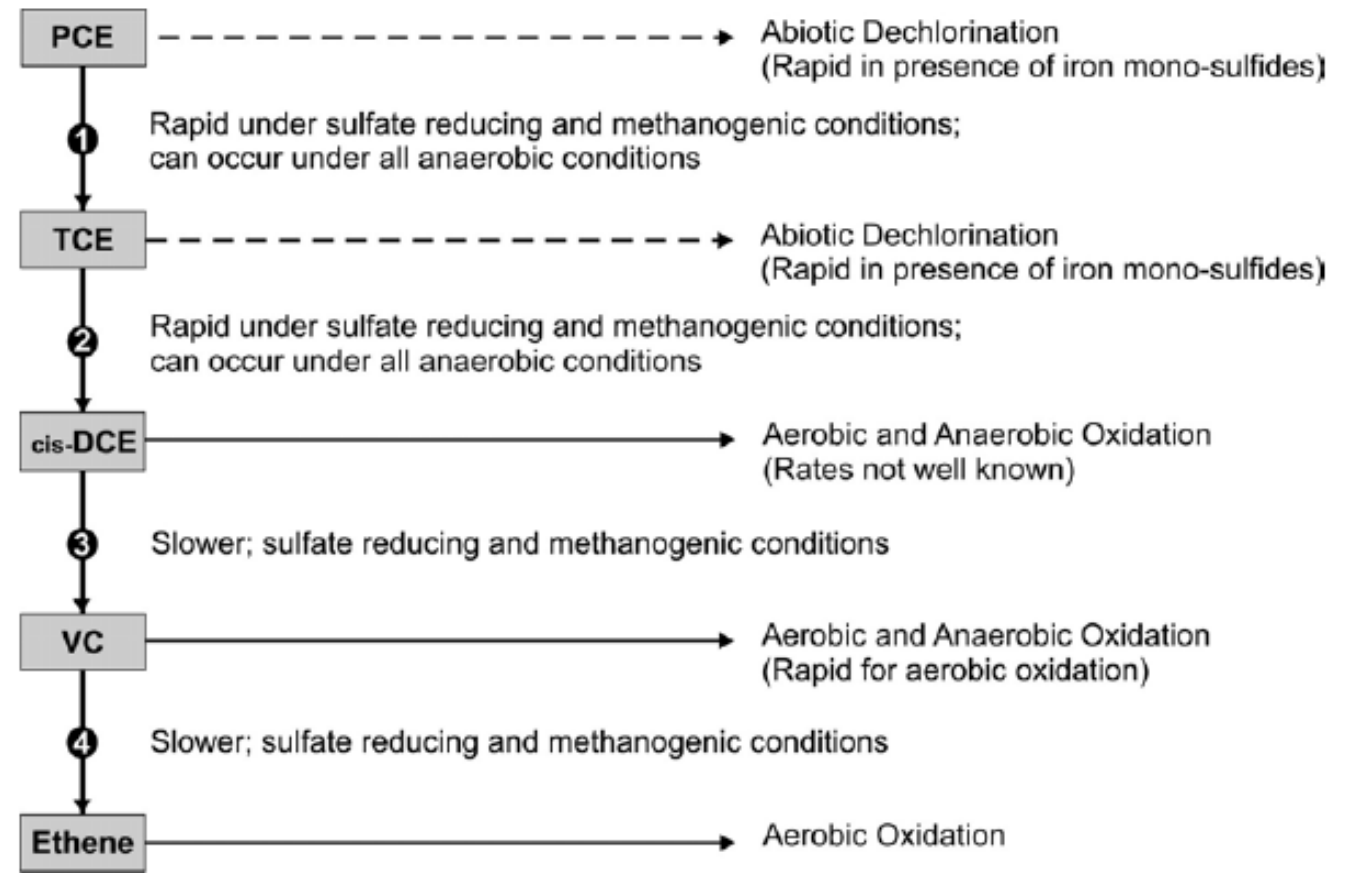 PCE
Abiotic Dechlorination
(Rapid in presence of iron mono-sulfides)
1
Rapid under sulfate reducing and methanogenic conditions;
can occur under all anaerobic conditions
TCE
Abiotic Dechlorination
(Rapid in presence of iron mono-sulfides)
2
Rapid under sulfate reducing and methanogenic conditions;
can occur under all anaerobic conditions
cis-DCE
Aerobic and Anaerobic Oxidation
(Rates not well known)
3
Slower; sulfate reducing and methanogenic conditions
VC
Aerobic and Anaerobic Oxidation
(Rapid for aerobic oxidation)
4
Slower; sulfate reducing and methanogenic conditions
Ethene
Aerobic Oxidation